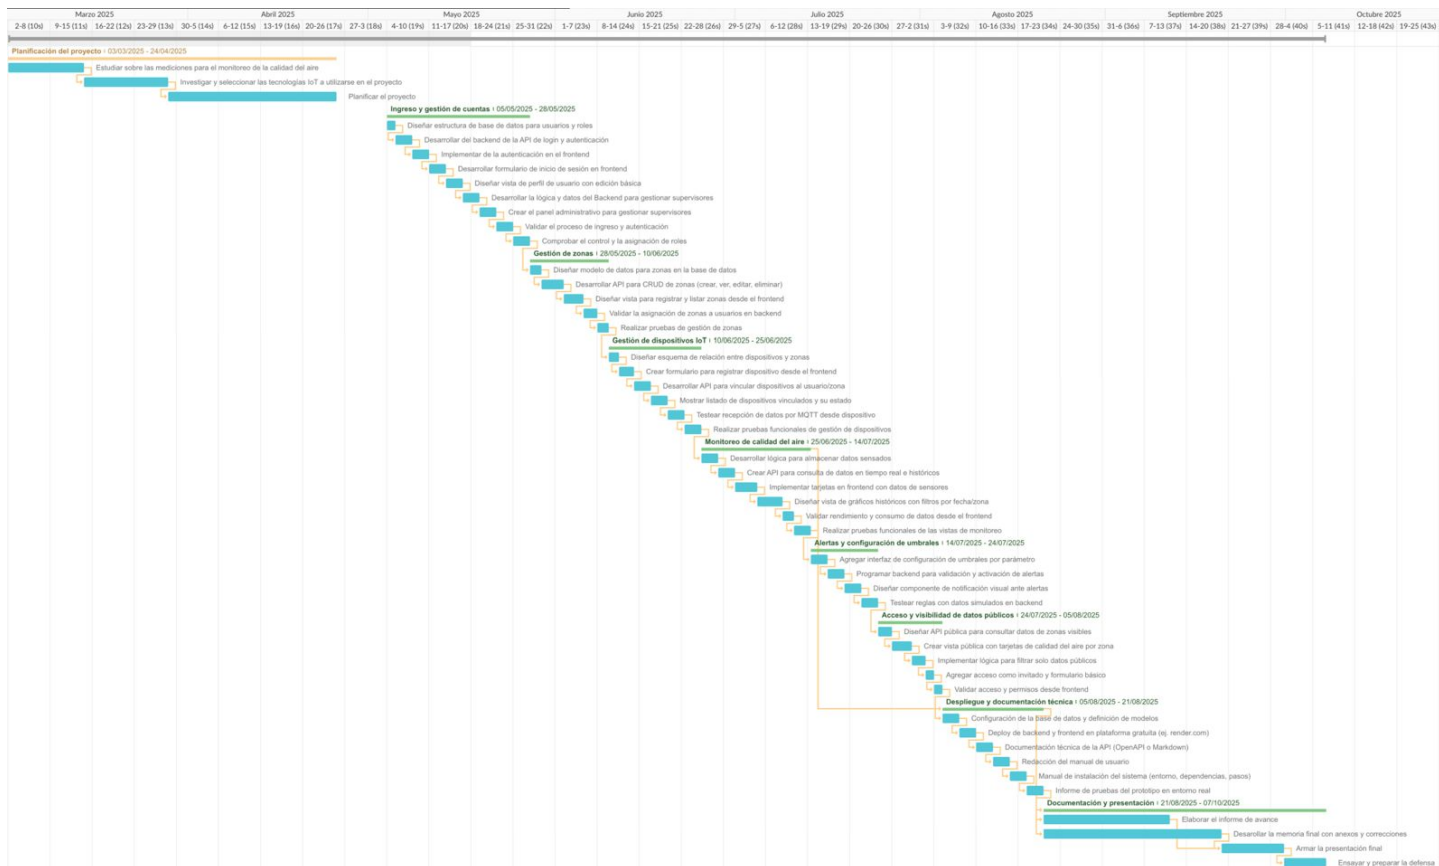 Marzo 2025 Abril 2025 Mayo 2025 Junio 2025 Julio 2025 Agosto 2025 Septiembre 2025 Octubre 2025
2-8 (10s) 9-15 (11s) 16-22 (12s) 23-29 (13s) 30-5 (14s) 6-12 (15s) 13-19 (16s) 20-26 (17s) 27-3 (18s) 4-10 (19s) 11-17 (20s) 18-24 (21s) 25-31 (22s) 1-7 (23s) 8-14 (24s) 15-21 (25s) 22-28 (26s) 29-5 (27s) 6-12 (28s) 13-19 (29s) 20-26 (30s) 27-2 (31s) 3-9 (32s) 10-16 (33s) 17-23 (34s) 24-30 (35s) 31-6 (36s) 7-13 (37s) 14-20 (38s) 21-27 (39s) 28-4 (40s) 5-11 (41s) 12-18 (42s) 19-25 (43s)
Planificación del proyecto : 03/03/2025 - 24/04/2025
Estudiar sobre las mediciones para el monitoreo de la calidad del aire
Investigar y seleccionar las tecnologías IoT a utilizarse en el proyecto
Planificar el proyecto
Ingreso y gestión de cuentas : 05/05/2025 - 28/05/2025
Diseñar estructura de base de datos para usuarios y roles
Desarrollar del backend de la API de login y autenticación
Implementar de la autenticación en el frontend
Desarrollar formulario de inicio de sesión en frontend
Diseñar vista de perfil de usuario con edición básica
Desarrollar la lógica y datos del Backend para gestionar supervisores
Crear el panel administrativo para gestionar supervisores
Validar el proceso de ingreso y autenticación
Comprobar el control y la asignación de roles
Gestión de zonas : 28/05/2025 - 10/06/2025
Diseñar modelo de datos para zonas en la base de datos
Desarrollar API para CRUD de zonas (crear, ver, editar, eliminar)
Diseñar vista para registrar y listar zonas desde el frontend
Validar la asignación de zonas a usuarios en backend
Realizar pruebas de gestión de zonas
Gestión de dispositivos IoT : 10/06/2025 - 25/06/2025
Diseñar esquema de relación entre dispositivos y zonas
Crear formulario para registrar dispositivo desde el frontend
Desarrollar API para vincular dispositivos al usuario/zona
Mostrar listado de dispositivos vinculados y su estado
Testear recepción de datos por MQTT desde dispositivo
Realizar pruebas funcionales de gestión de dispositivos
Monitoreo de calidad del aire : 25/06/2025 - 14/07/2025
Desarrollar lógica para almacenar datos sensados
Crear API para consulta de datos en tiempo real e históricos
Implementar tarjetas en frontend con datos de sensores
Diseñar vista de gráficos históricos con filtros por fecha/zona
Validar rendimiento y consumo de datos desde el frontend
Realizar pruebas funcionales de las vistas de monitoreo
Alertas y configuración de umbrales : 14/07/2025 - 24/07/2025
Agregar interfaz de configuración de umbrales por parámetro
Programar backend para validación y activación de alertas
Diseñar componente de notificación visual ante alertas
Testear reglas con datos simulados en backend
Acceso y visibilidad de datos públicos : 24/07/2025 - 05/08/2025
Diseñar API pública para consultar datos de zonas visibles
Crear vista pública con tarjetas de calidad del aire por zona
Implementar lógica para filtrar solo datos públicos
Agregar acceso como invitado y formulario básico
Validar acceso y permisos desde frontend
Despliegue y documentación técnica : 05/08/2025 - 21/08/2025
Configuración de la base de datos y definición de modelos
Deploy de backend y frontend en plataforma gratuita (ej. render.com)
Documentación técnica de la API (OpenAPI o Markdown)
Redacción del manual de usuario
Manual de instalación del sistema (entorno, dependencias, pasos)
Informe de pruebas del prototipo en entorno real
Documentación y presentación : 21/08/2025 - 07/10/2025
Elaborar el informe de avance
Desarollar la memoria final con anexos y correcciones
Armar la presentación final
Ensayar y preparar la defensa